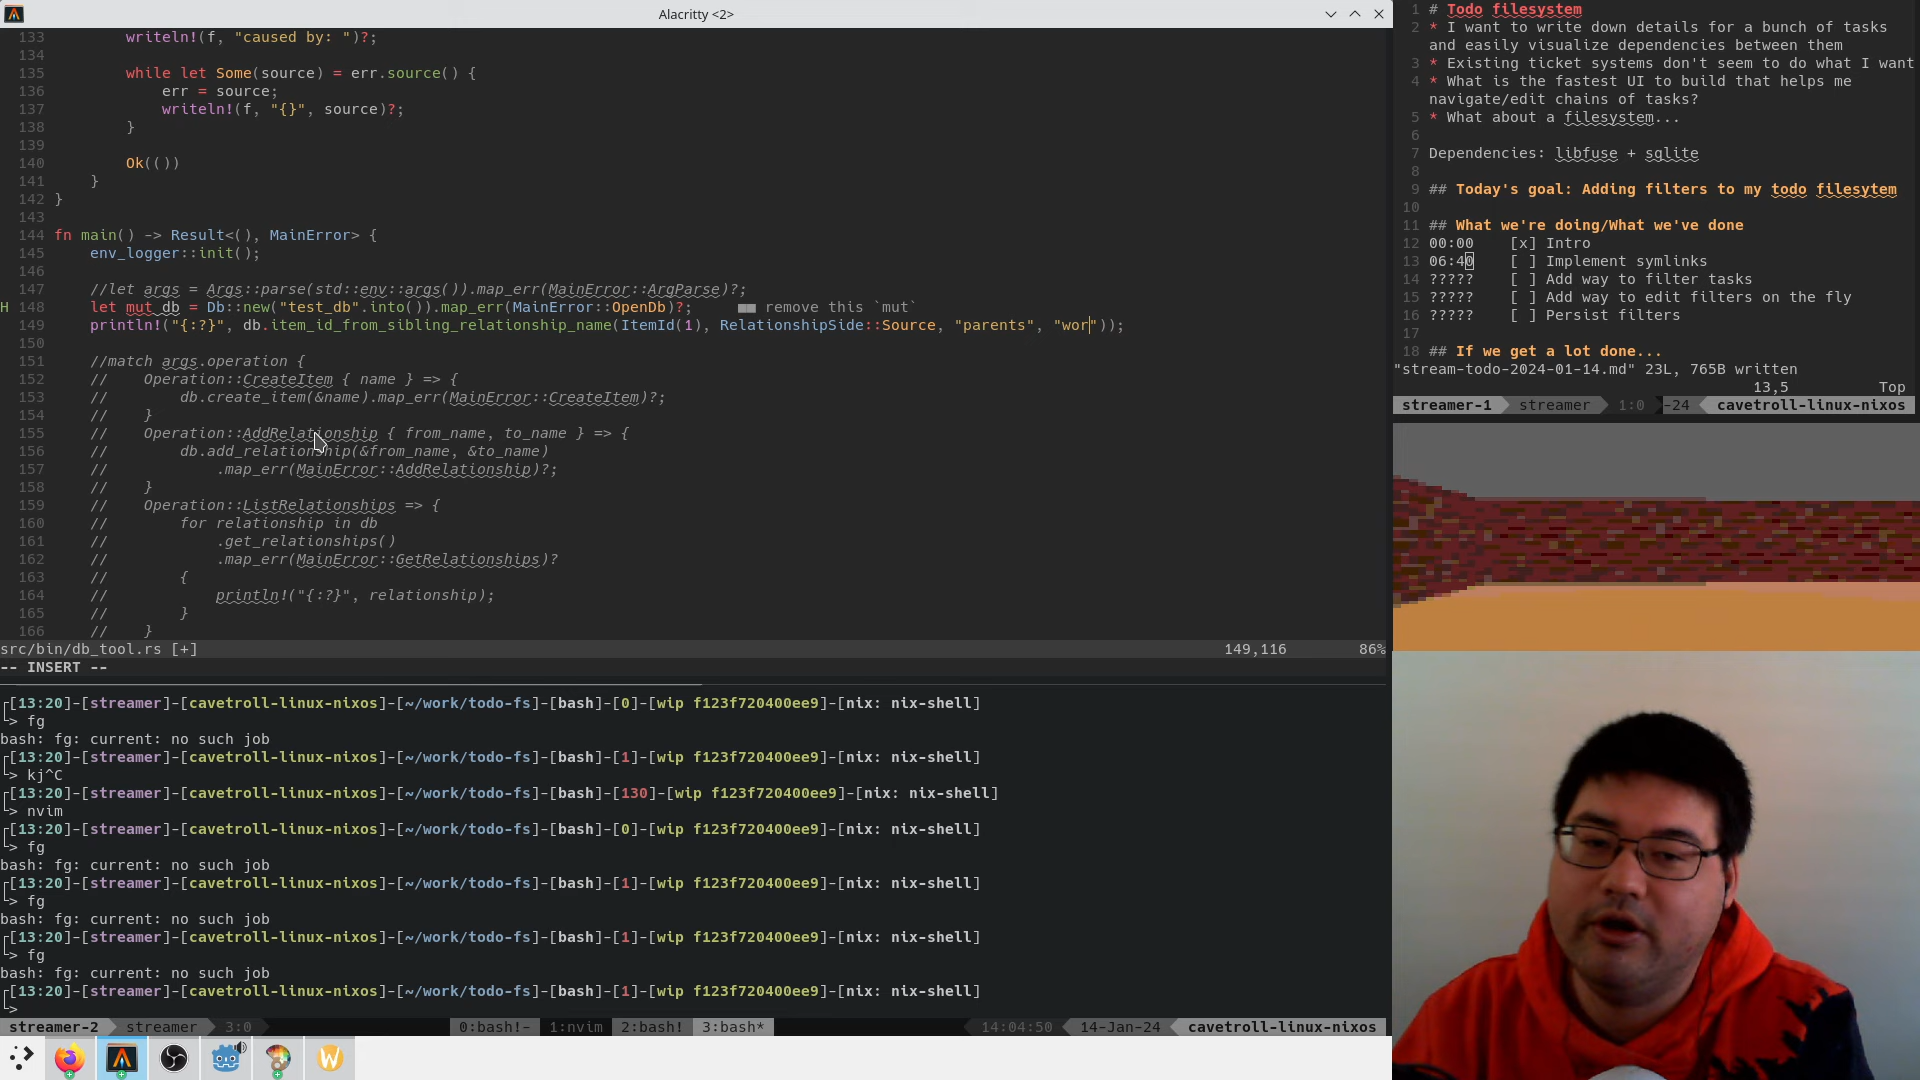 Alacritty <2>
133         writeln!(f, "caused by: ")?;
134
135         while let Some(source) = err.source() {
136             err = source;
137             writeln!(f, "{}", source)?;
138         }
139
140         Ok(())
141     }
142 }
143
144 fn main() -> Result<(), MainError> {
145     env_logger::init();
146
147     //let args = Args::parse(std::env::args()).map_err(MainError::ArgParse)?;
H 148     let mut db = Db::new("test_db".into()).map_err(MainError::OpenDb)?;     ■■ remove this `mut`
149     println!("{:?}", db.item_id_from_sibling_relationship_name(ItemId(1), RelationshipSide::Source, "parents", "wor"));
150
151     //match args.operation {
152     //    Operation::CreateItem { name } => {
153     //        db.create_item(&name).map_err(MainError::CreateItem)?;
154     //    }
155     //    Operation::AddRelationship { from_name, to_name } => {
156     //        db.add_relationship(&from_name, &to_name)
157     //            .map_err(MainError::AddRelationship)?;
158     //    }
159     //    Operation::ListRelationships => {
160     //        for relationship in db
161     //            .get_relationships()
162     //            .map_err(MainError::GetRelationships)?
163     //        {
164     //            println!("{:?}", relationship);
165     //        }
166     //    }
src/bin/db_tool.rs [+] 149,116 86%
-- INSERT --
[13:20]-[streamer]-[cavetroll-linux-nixos]-[~/work/todo-fs]-[bash]-[0]-[wip f123f720400ee9]-[nix: nix-shell]
> fg
bash: fg: current: no such job
[13:20]-[streamer]-[cavetroll-linux-nixos]-[~/work/todo-fs]-[bash]-[1]-[wip f123f720400ee9]-[nix: nix-shell]
> kj^C
[13:20]-[streamer]-[cavetroll-linux-nixos]-[~/work/todo-fs]-[bash]-[130]-[wip f123f720400ee9]-[nix: nix-shell]
> nvim
[13:20]-[streamer]-[cavetroll-linux-nixos]-[~/work/todo-fs]-[bash]-[0]-[wip f123f720400ee9]-[nix: nix-shell]
> fg
bash: fg: current: no such job
[13:20]-[streamer]-[cavetroll-linux-nixos]-[~/work/todo-fs]-[bash]-[1]-[wip f123f720400ee9]-[nix: nix-shell]
> fg
bash: fg: current: no such job
[13:20]-[streamer]-[cavetroll-linux-nixos]-[~/work/todo-fs]-[bash]-[1]-[wip f123f720400ee9]-[nix: nix-shell]
> fg
bash: fg: current: no such job
[13:20]-[streamer]-[cavetroll-linux-nixos]-[~/work/todo-fs]-[bash]-[1]-[wip f123f720400ee9]-[nix: nix-shell]
>
streamer-2 streamer 3:0 0:bash!- 1:nvim 2:bash! 3:bash* 14:04:50 14-Jan-24 cavetroll-linux-nixos
1 # Todo filesystem
2 * I want to write down details for a bunch of tasks
and easily visualize dependencies between them
3 * Existing ticket systems don't seem to do what I want
4 * What is the fastest UI to build that helps me
navigate/edit chains of tasks?
5 * What about a filesystem...
6
7 Dependencies: libfuse + sqlite
8
9 ## Today's goal: Adding filters to my todo filesytem
10
11 ## What we're doing/What we've done
12 00:00    [x] Intro
13 06:40    [ ] Implement symlinks
14 ?????    [ ] Add way to filter tasks
15 ?????    [ ] Add way to edit filters on the fly
16 ?????    [ ] Persist filters
17
18 ## If we get a lot done...
"stream-todo-2024-01-14.md" 23L, 765B written
13,5 Top
streamer-1 streamer 1:0 -24 cavetroll-linux-nixos